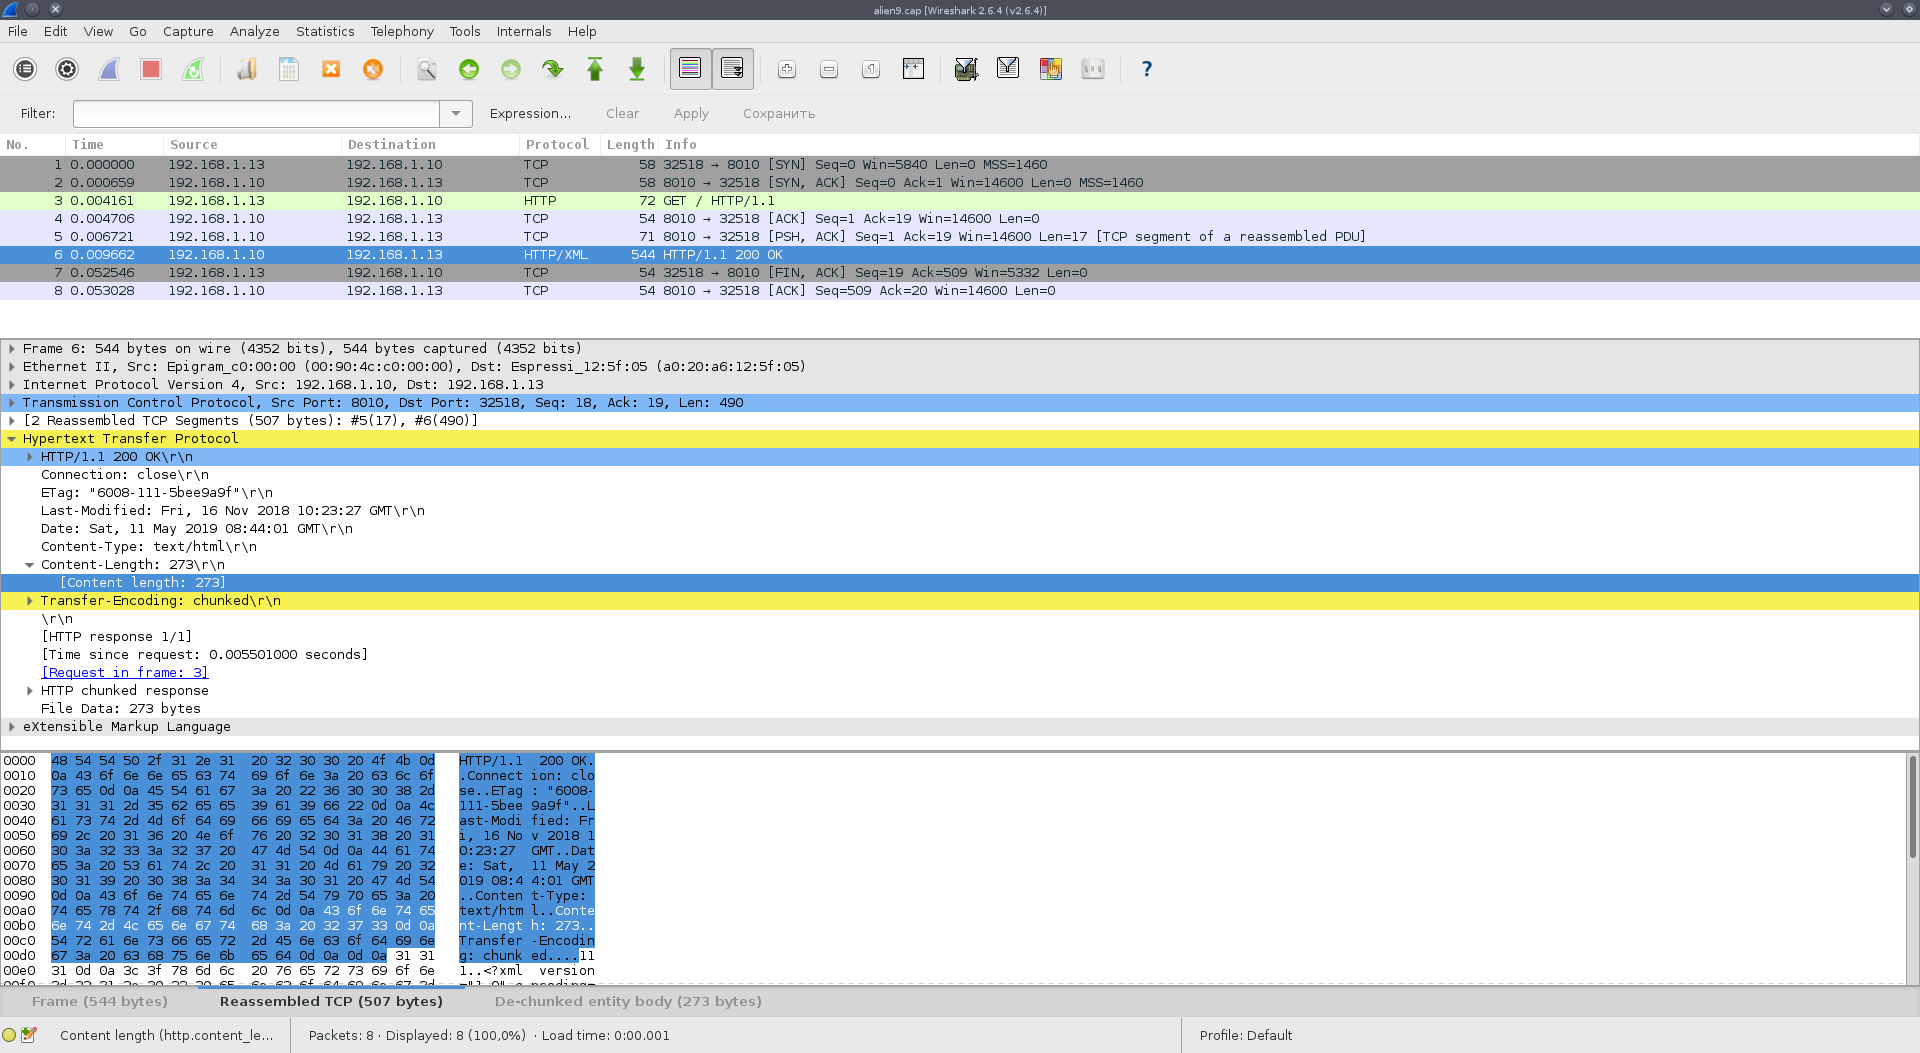 alien9.cap [Wireshark 2.6.4 (v2.6.4)]
File Edit View Go Capture Analyze Statistics Telephony Tools Internals Help
Filter: Expression... Clear Apply Сохранить
No. Time Source Destination Protocol Length Info
1 0.000000 192.168.1.13 192.168.1.10 TCP 58 32518 → 8010 [SYN] Seq=0 Win=5840 Len=0 MSS=1460
2 0.000659 192.168.1.10 192.168.1.13 TCP 58 8010 → 32518 [SYN, ACK] Seq=0 Ack=1 Win=14600 Len=0 MSS=1460
3 0.004161 192.168.1.13 192.168.1.10 HTTP 72 GET / HTTP/1.1
4 0.004706 192.168.1.10 192.168.1.13 TCP 54 8010 → 32518 [ACK] Seq=1 Ack=19 Win=14600 Len=0
5 0.006721 192.168.1.10 192.168.1.13 TCP 71 8010 → 32518 [PSH, ACK] Seq=1 Ack=19 Win=14600 Len=17 [TCP segment of a reassembled PDU]
6 0.009662 192.168.1.10 192.168.1.13 HTTP/XML 544 HTTP/1.1 200 OK
7 0.052546 192.168.1.13 192.168.1.10 TCP 54 32518 → 8010 [FIN, ACK] Seq=19 Ack=509 Win=5332 Len=0
8 0.053028 192.168.1.10 192.168.1.13 TCP 54 8010 → 32518 [ACK] Seq=509 Ack=20 Win=14600 Len=0
Frame 6: 544 bytes on wire (4352 bits), 544 bytes captured (4352 bits)
Ethernet II, Src: Epigram_c0:00:00 (00:90:4c:c0:00:00), Dst: Espressi_12:5f:05 (a0:20:a6:12:5f:05)
Internet Protocol Version 4, Src: 192.168.1.10, Dst: 192.168.1.13
Transmission Control Protocol, Src Port: 8010, Dst Port: 32518, Seq: 18, Ack: 19, Len: 490
[2 Reassembled TCP Segments (507 bytes): #5(17), #6(490)]
Hypertext Transfer Protocol
HTTP/1.1 200 OK\r\n
Connection: close\r\n
ETag: "6008-111-5bee9a9f"\r\n
Last-Modified: Fri, 16 Nov 2018 10:23:27 GMT\r\n
Date: Sat, 11 May 2019 08:44:01 GMT\r\n
Content-Type: text/html\r\n
Content-Length: 273\r\n
[Content length: 273]
Transfer-Encoding: chunked\r\n
\r\n
[HTTP response 1/1]
[Time since request: 0.005501000 seconds]
[Request in frame: 3]
HTTP chunked response
File Data: 273 bytes
eXtensible Markup Language
0000 48 54 54 50 2f 31 2e 31 20 32 30 30 20 4f 4b 0d HTTP/1.1 200 OK.
0010 0a 43 6f 6e 6e 65 63 74 69 6f 6e 3a 20 63 6c 6f .Connect ion: clo
0020 73 65 0d 0a 45 54 61 67 3a 20 22 36 30 30 38 2d se..ETag : "6008-
0030 31 31 31 2d 35 62 65 65 39 61 39 66 22 0d 0a 4c 111-5bee 9a9f"..L
0040 61 73 74 2d 4d 6f 64 69 66 69 65 64 3a 20 46 72 ast-Modi fied: Fr
0050 69 2c 20 31 36 20 4e 6f 76 20 32 30 31 38 20 31 i, 16 No v 2018 1
0060 30 3a 32 33 3a 32 37 20 47 4d 54 0d 0a 44 61 74 0:23:27 GMT..Dat
0070 65 3a 20 53 61 74 2c 20 31 31 20 4d 61 79 20 32 e: Sat, 11 May 2
0080 30 31 39 20 30 38 3a 34 34 3a 30 31 20 47 4d 54 019 08:4 4:01 GMT
0090 0d 0a 43 6f 6e 74 65 6e 74 2d 54 79 70 65 3a 20 ..Conten t-Type:
00a0 74 65 78 74 2f 68 74 6d 6c 0d 0a 43 6f 6e 74 65 text/htm l..Conte
00b0 6e 74 2d 4c 65 6e 67 74 68 3a 20 32 37 33 0d 0a nt-Lengt h: 273..
00c0 54 72 61 6e 73 66 65 72 2d 45 6e 63 6f 64 69 6e Transfer -Encodin
00d0 67 3a 20 63 68 75 6e 6b 65 64 0d 0a 0d 0a 31 31 g: chunk ed....11
00e0 31 0d 0a 3c 3f 78 6d 6c 20 76 65 72 73 69 6f 6e 1..<?xml version
Frame (544 bytes) Reassembled TCP (507 bytes) De-chunked entity body (273 bytes)
Content length (http.content_le... Packets: 8 · Displayed: 8 (100,0%) · Load time: 0:00.001 Profile: Default